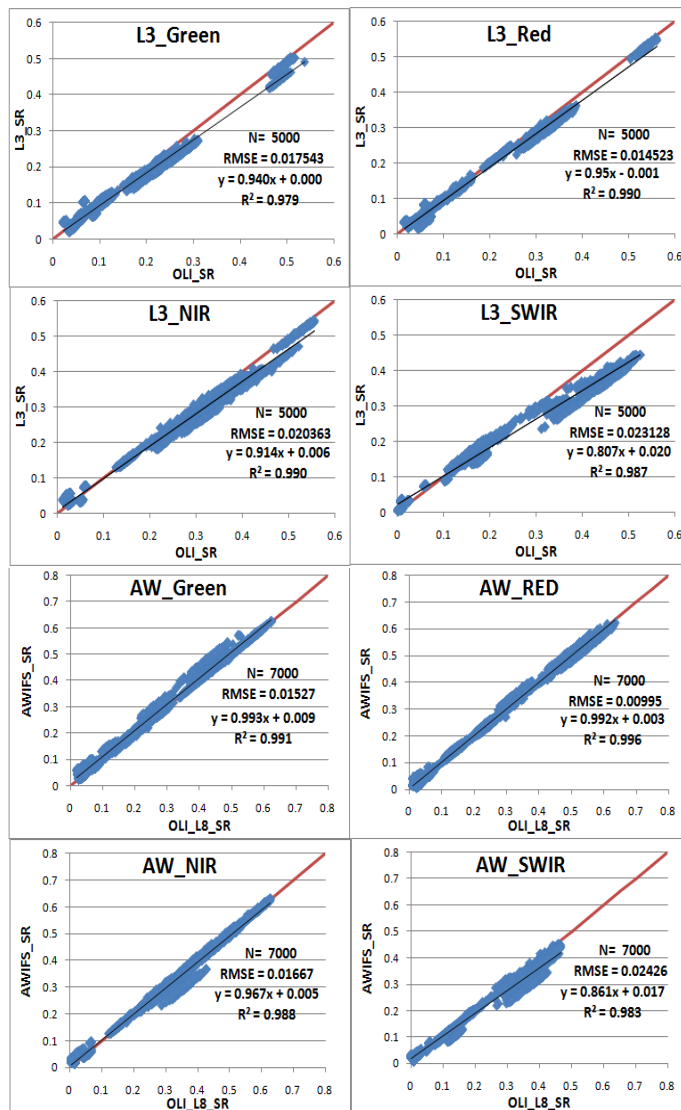 L3_Green
0.6
0.5
0.4
0.3
0.2
0.1
0
L3_SR
N= 5000
RMSE = 0.017543
y = 0.940x + 0.000
R² = 0.979
0 0.1 0.2 0.3 0.4 0.5 0.6
OLI_SR
L3_Red
0.6
0.5
0.4
0.3
0.2
0.1
0
L3_SR
N= 5000
RMSE = 0.014523
y = 0.95x - 0.001
R² = 0.990
0 0.1 0.2 0.3 0.4 0.5 0.6
OLI_SR
L3_NIR
0.6
0.5
0.4
0.3
0.2
0.1
0
L3_SR
N= 5000
RMSE = 0.020363
y = 0.914x + 0.006
R² = 0.990
0 0.1 0.2 0.3 0.4 0.5 0.6
OLI_SR
L3_SWIR
0.6
0.5
0.4
0.3
0.2
0.1
0
L3_SR
N= 5000
RMSE = 0.023128
y = 0.807x + 0.020
R² = 0.987
0 0.1 0.2 0.3 0.4 0.5 0.6
OLI_SR
AW_Green
0.8
0.7
0.6
0.5
0.4
0.3
0.2
0.1
0
AWIFS_SR
N= 7000
RMSE = 0.01527
y = 0.993x + 0.009
R² = 0.991
0 0.1 0.2 0.3 0.4 0.5 0.6 0.7 0.8
OLI_L8_SR
AW_RED
0.8
0.7
0.6
0.5
0.4
0.3
0.2
0.1
0
AWIFS_SR
N= 7000
RMSE = 0.00995
y = 0.992x + 0.003
R² = 0.996
0 0.1 0.2 0.3 0.4 0.5 0.6 0.7 0.8
OLI_L8_SR
AW_NIR
0.8
0.7
0.6
0.5
0.4
0.3
0.2
0.1
0
AWIFS_SR
N= 7000
RMSE = 0.01667
y = 0.967x + 0.005
R² = 0.988
0 0.1 0.2 0.3 0.4 0.5 0.6 0.7 0.8
OLI_L8_SR
AW_SWIR
0.8
0.7
0.6
0.5
0.4
0.3
0.2
0.1
0
AWIFS_SR
N= 7000
RMSE = 0.02426
y = 0.861x + 0.017
R² = 0.983
0 0.1 0.2 0.3 0.4 0.5 0.6 0.7 0.8
OLI_L8_SR